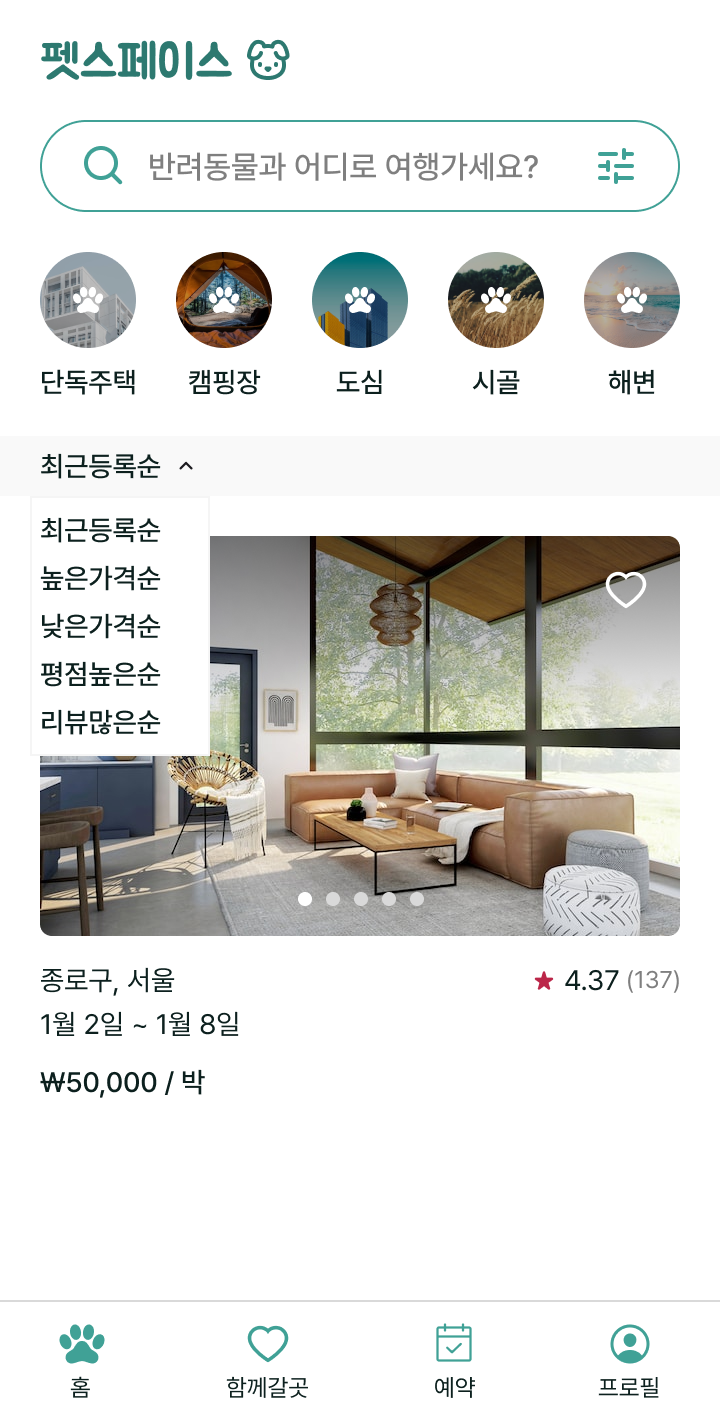 펫스페이스
반려동물과 어디로 여행가세요?
단독주택 캠핑장 도심 시골 해변
최근등록순
최근등록순
높은가격순
낮은가격순
평점높은순
리뷰많은순
종로구, 서울 ★ 4.37 (137)
1월 2일 ~ 1월 8일
₩50,000 / 박
홈 함께갈곳 예약 프로필